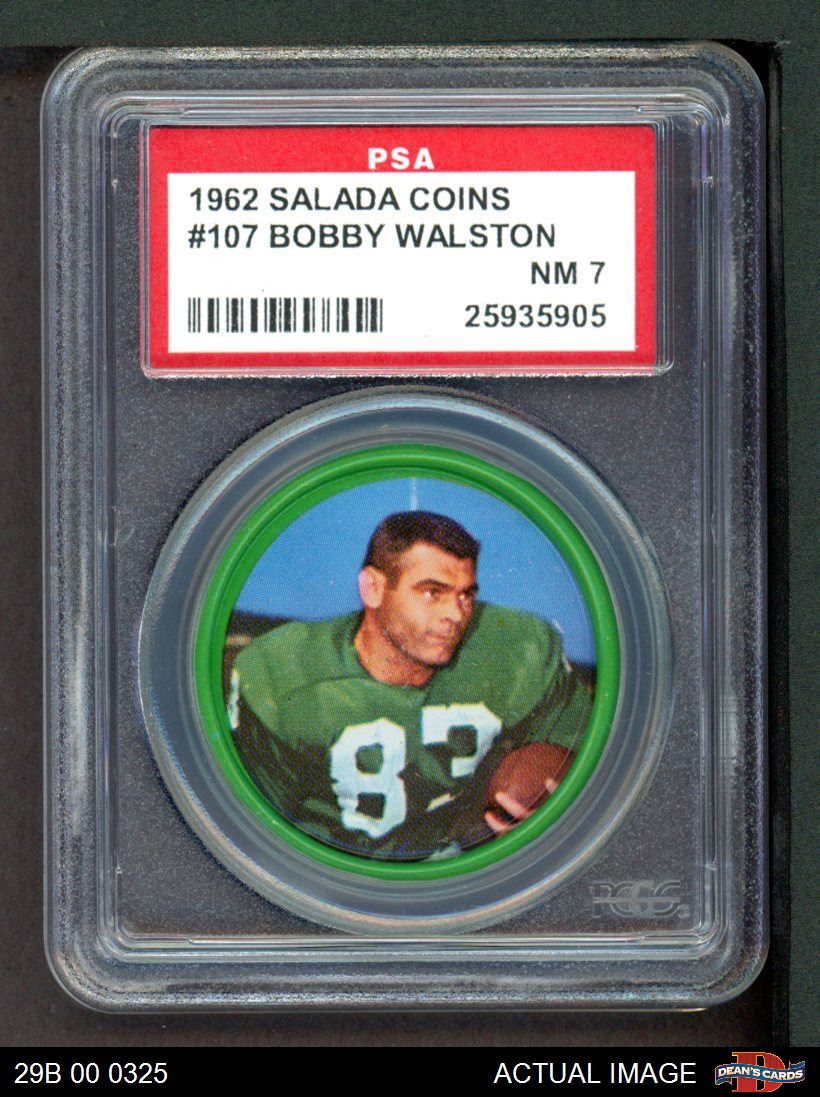 PSA
1962 SALADA COINS
#107 BOBBY WALSTON
NM 7
25935905
83
PCGS
29B 00 0325
ACTUAL IMAGE
DEAN'S CARDS